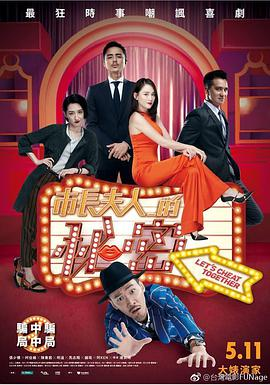 最狂時事嘲諷喜劇
市長夫人的
秘密
LET'S CHEAT
TOGETHER
騙中騙
局中局
5.11
大婊演家
@台灣電影FUNage